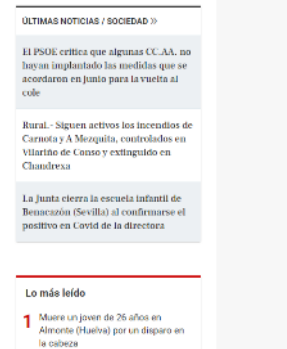 ÚLTIMAS NOTICIAS / SOCIEDAD »
El PSOE critica que algunas CC.AA. no
hayan implantado las medidas que se
acordaron en junio para la vuelta al
cole
Rural.- Siguen activos los incendios de
Carnota y A Mezquita, controlados en
Vilariño de Conso y extinguido en
Chandrexa
La Junta cierra la escuela infantil de
Benacazón (Sevilla) al confirmarse el
positivo en Covid de la directora
Lo más leído
1 Muere un joven de 26 años en
Almonte (Huelva) por un disparo en
la cabeza